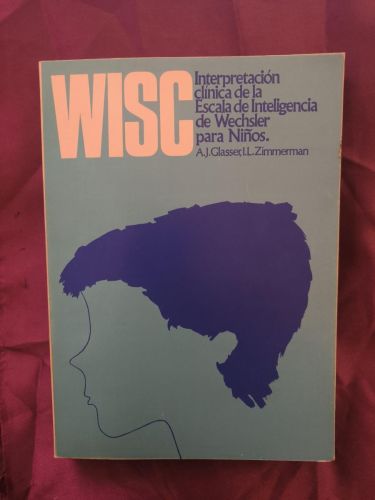 WISC
Interpretación
clínica de la
Escala de Inteligencia
de Wechsler
para Niños.
A.J.Glasser,I.L.Zimmerman